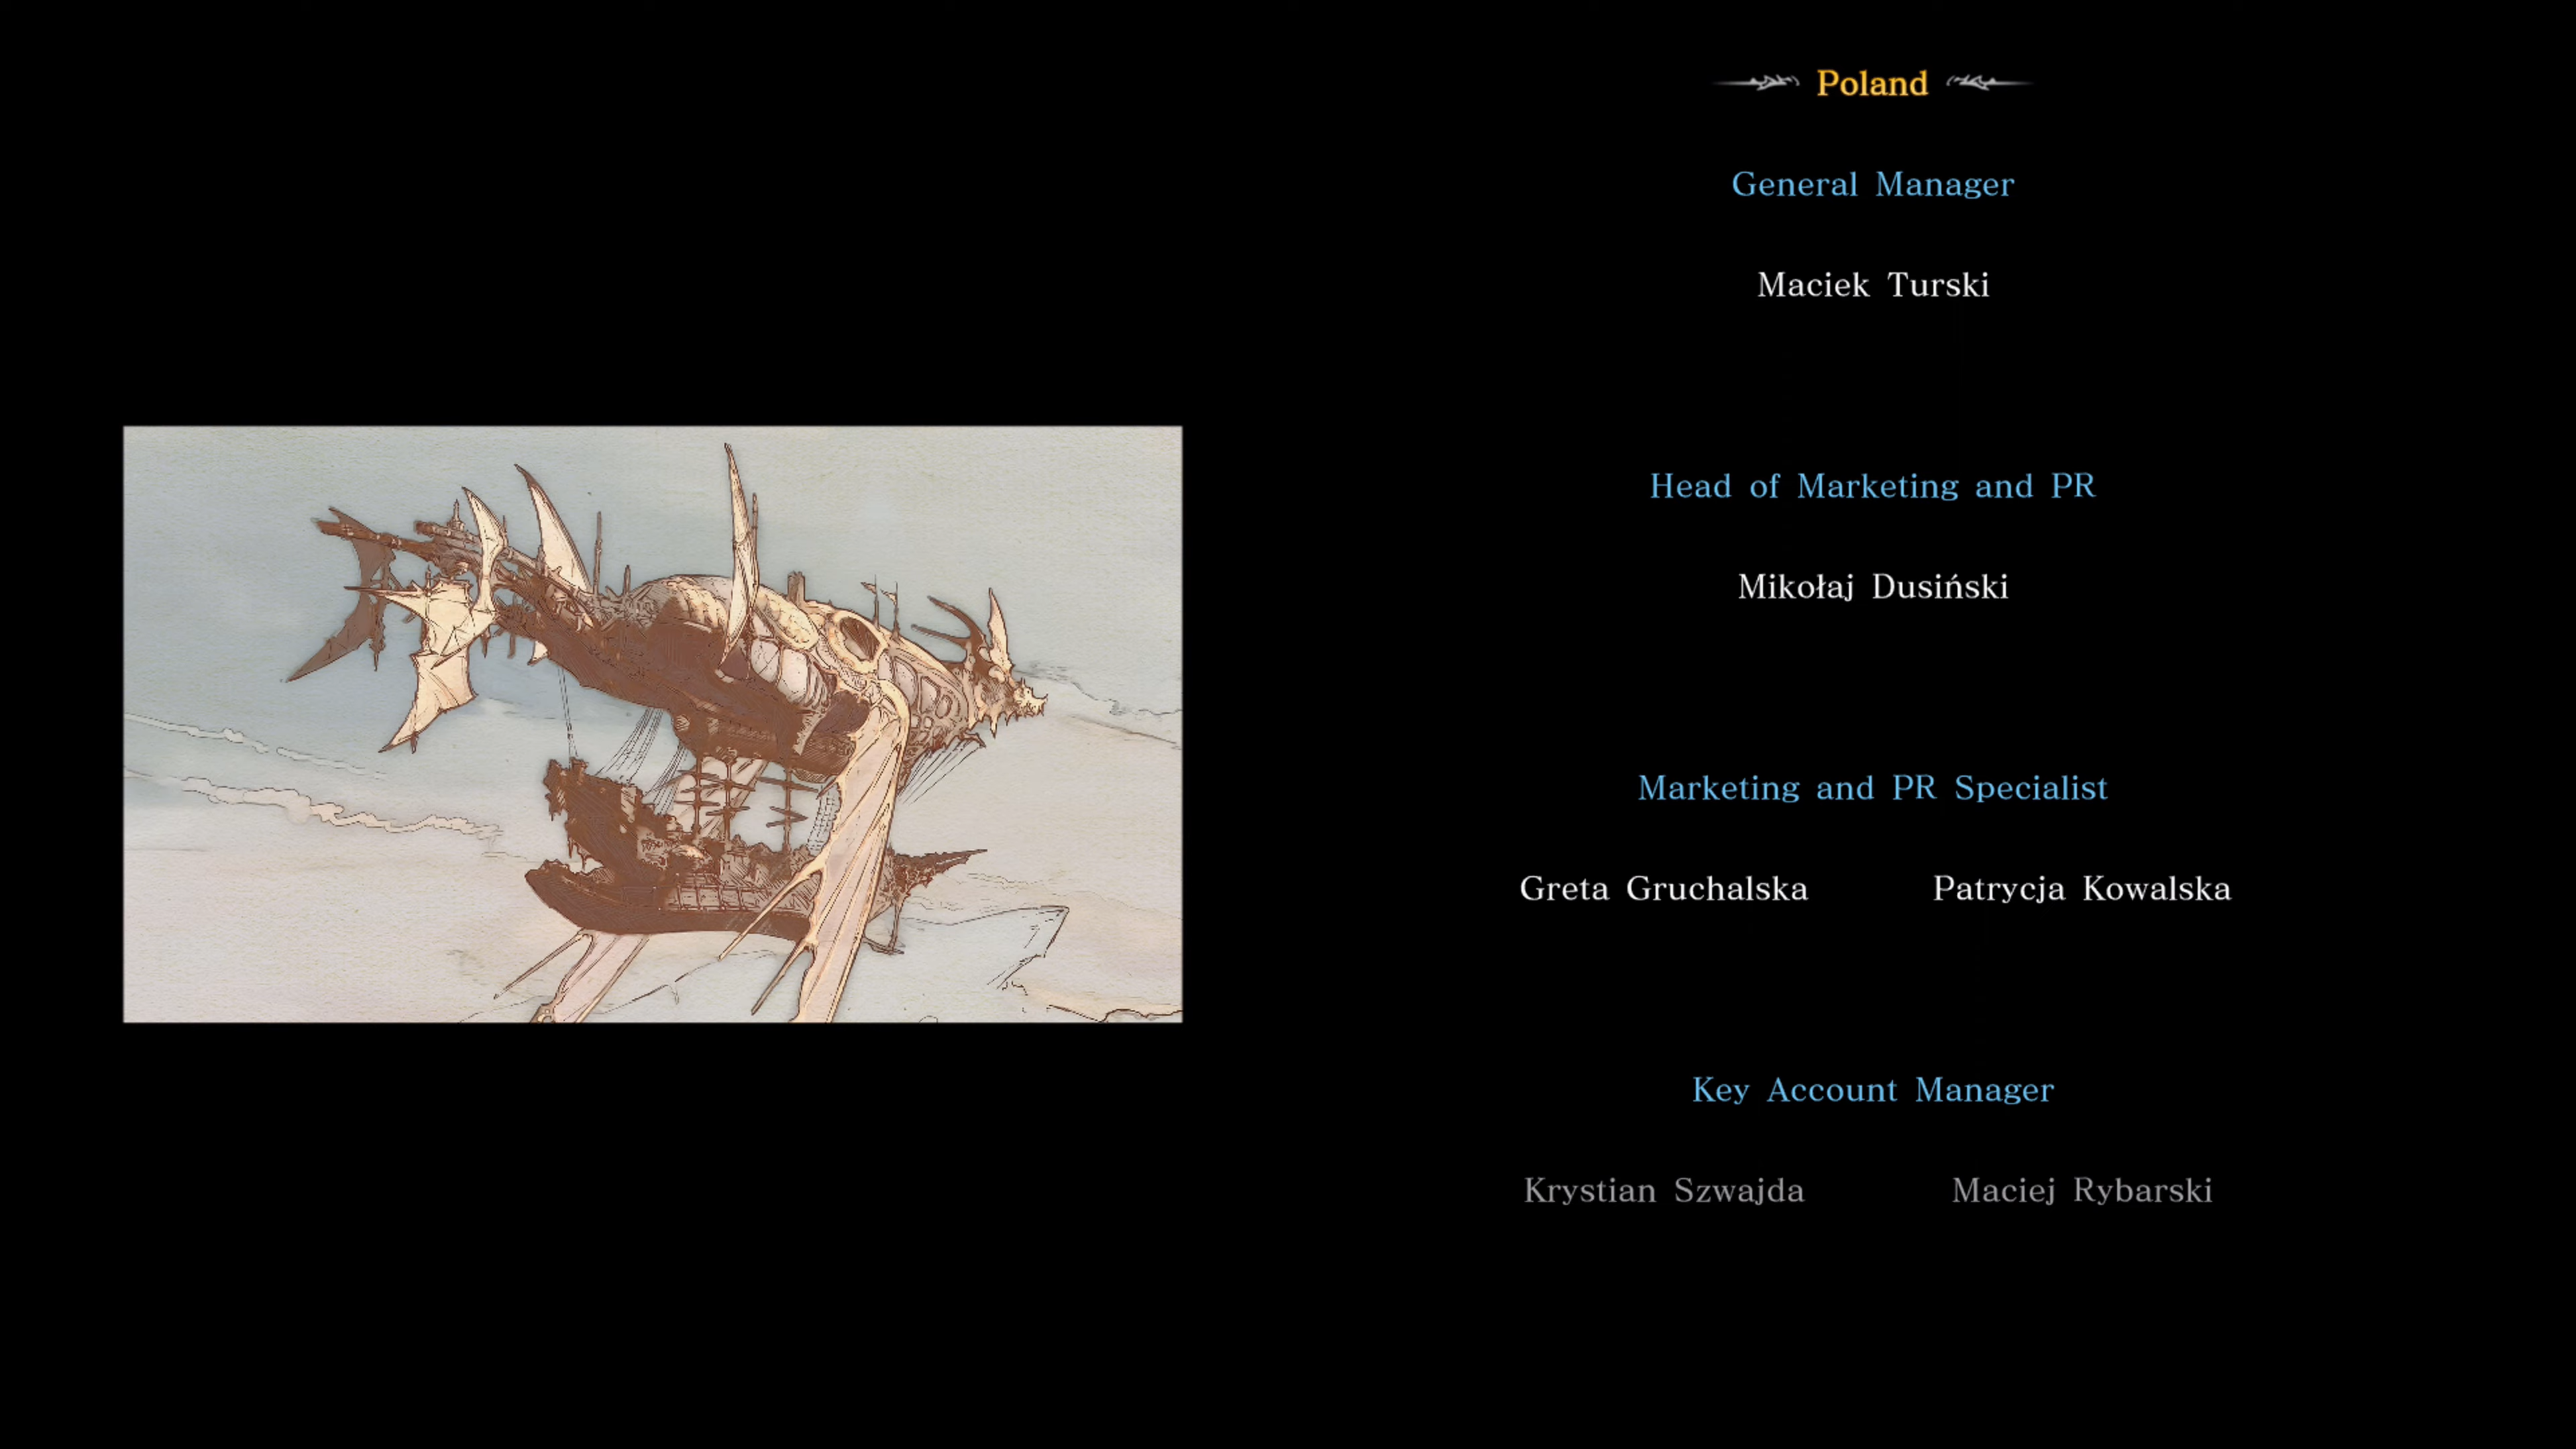 Poland
General Manager
Maciek Turski
Head of Marketing and PR
Mikołaj Dusiński
Marketing and PR Specialist
Greta Gruchalska Patrycja Kowalska
Key Account Manager
Krystian Szwajda Maciej Rybarski